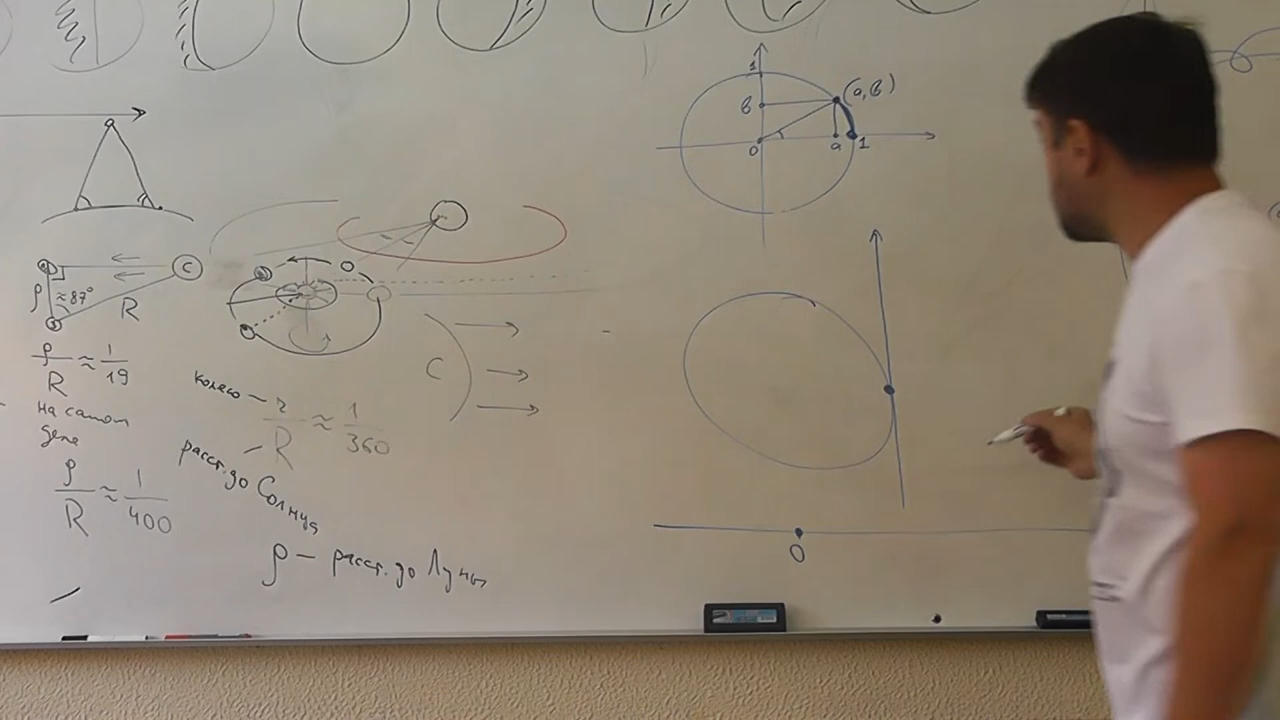 C
ρ
≈87°
R
ρ/R ≈ 1/19
на самом
деле
ρ/R ≈ 1/400
колесо – r/R ≈ 1/360
расст. до Солнца
C
ρ – расст. до Луны
1
b
(a,b)
0
a
1
0